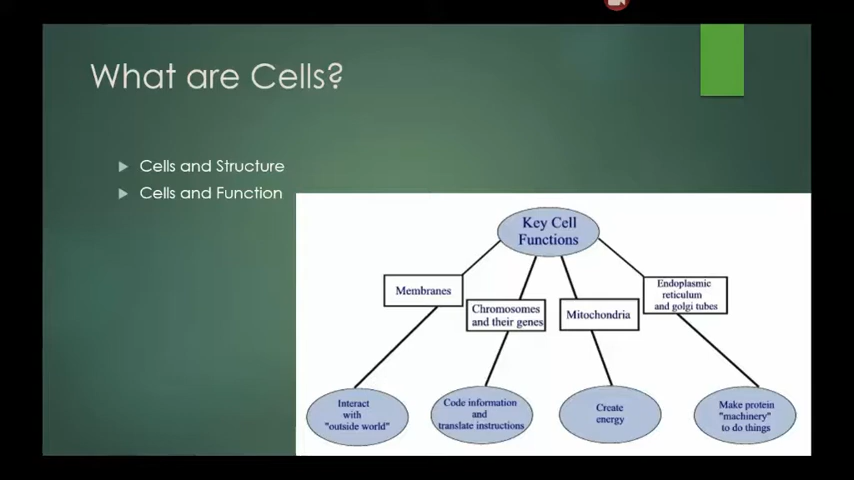 What are Cells?
Cells and Structure
Cells and Function
Key Cell
Functions
Membranes
Chromosomes
and their genes
Mitochondria
Endoplasmic
reticulum
and golgi tubes
Interact
with
"outside world"
Code information
and
translate instructions
Create
energy
Make protein
"machinery"
to do things